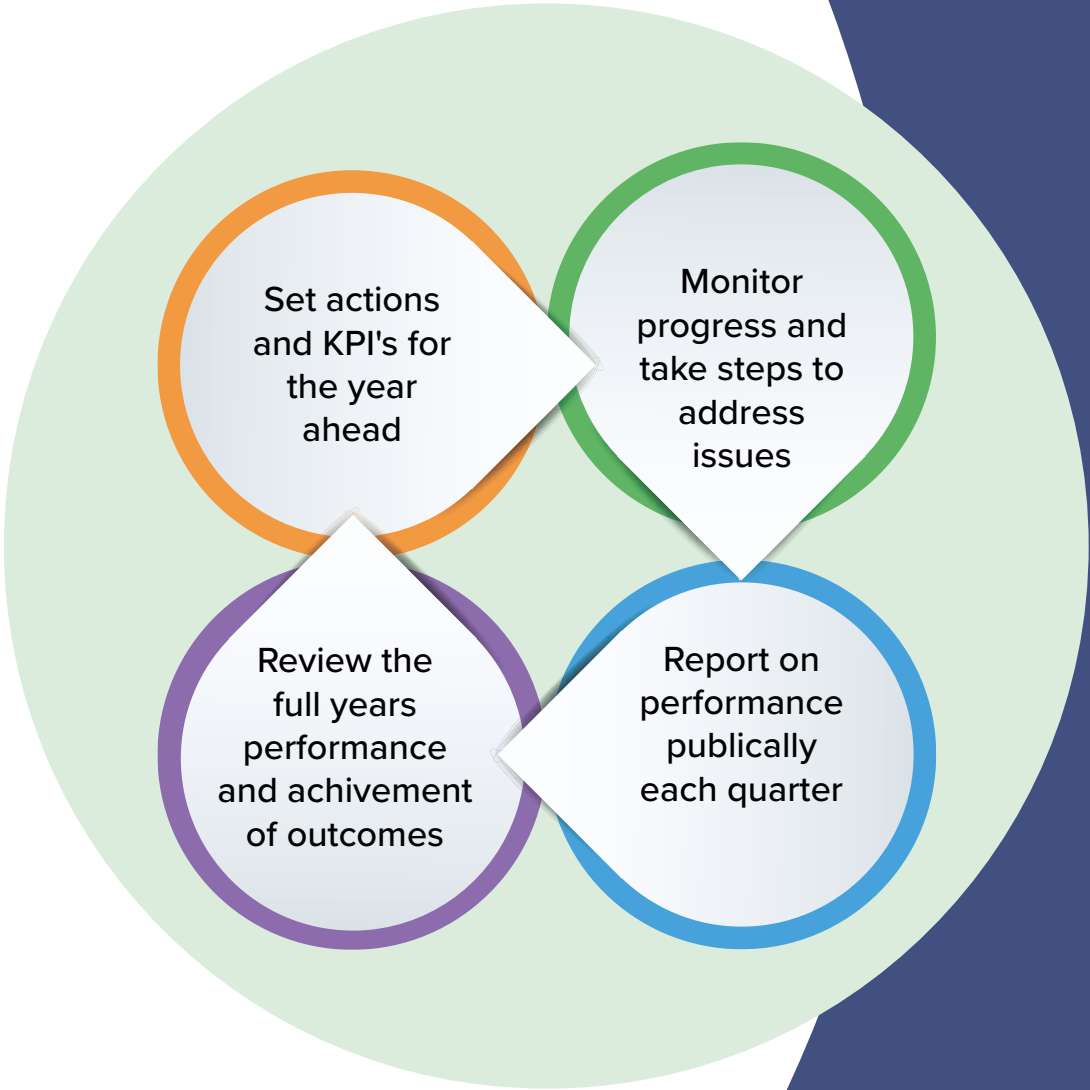 Set actions
and KPI's for
the year
ahead
Monitor
progress and
take steps to
address
issues
Report on
performance
publically
each quarter
Review the
full years
performance
and achivement
of outcomes